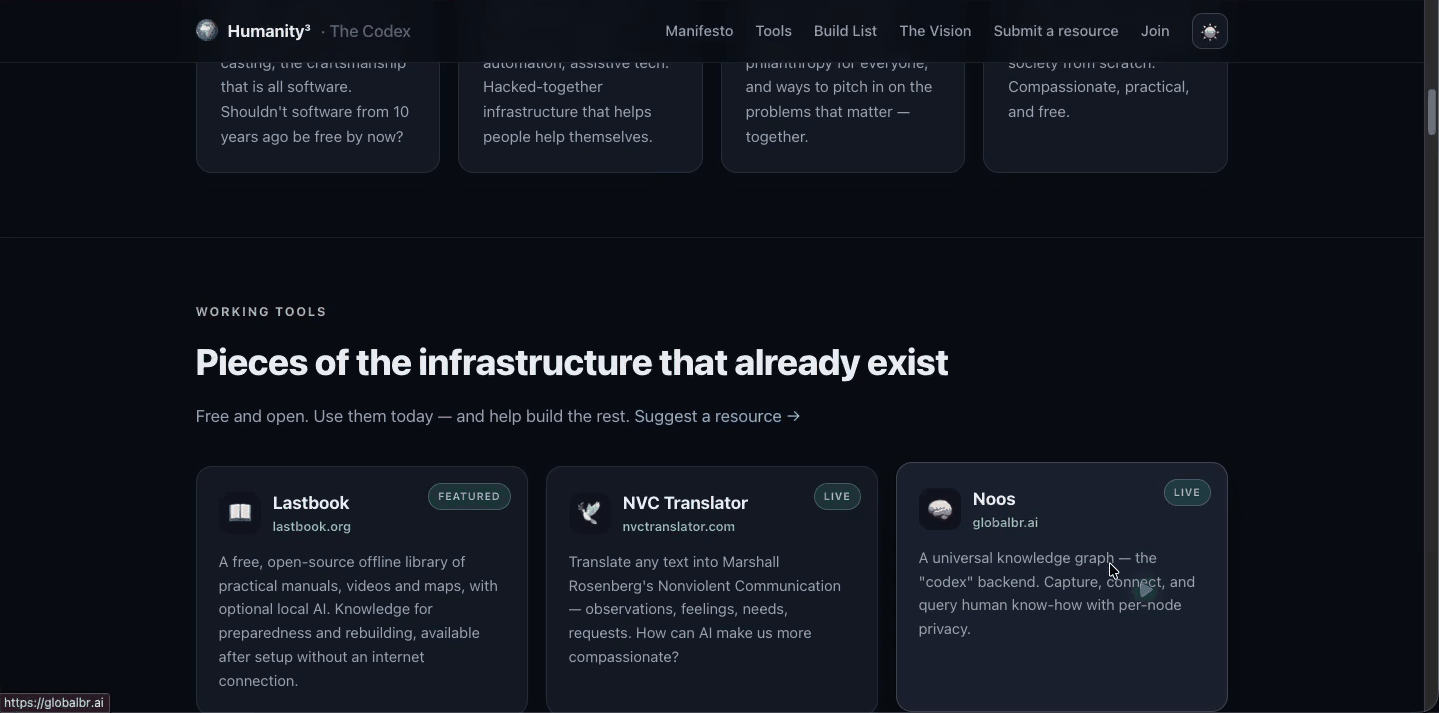 Humanity³ · The Codex
Manifesto Tools Build List The Vision Submit a resource Join
casting, the craftsmanship
that is all software.
Shouldn't software from 10
years ago be free by now?
automation, assistive tech.
Hacked-together
infrastructure that helps
people help themselves.
philanthropy for everyone,
and ways to pitch in on the
problems that matter —
together.
society from scratch.
Compassionate, practical,
and free.
WORKING TOOLS
Pieces of the infrastructure that already exist
Free and open. Use them today — and help build the rest. Suggest a resource →
Lastbook
FEATURED
lastbook.org
A free, open-source offline library of
practical manuals, videos and maps, with
optional local AI. Knowledge for
preparedness and rebuilding, available
after setup without an internet
connection.
NVC Translator
LIVE
nvctranslator.com
Translate any text into Marshall
Rosenberg's Nonviolent Communication
— observations, feelings, needs,
requests. How can AI make us more
compassionate?
Noos
LIVE
globalbr.ai
A universal knowledge graph — the
"codex" backend. Capture, connect, and
query human know-how with per-node
privacy.
https://globalbr.ai